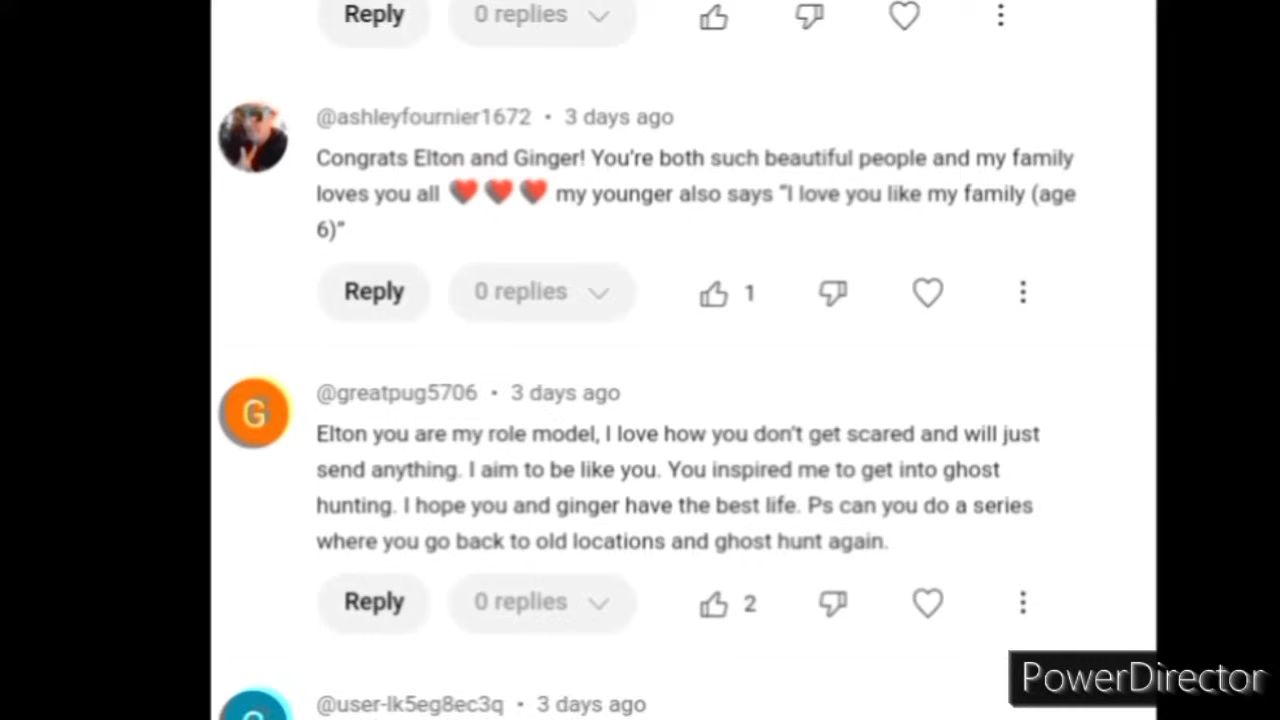 Reply 0 replies
@ashleyfournier1672 • 3 days ago
Congrats Elton and Ginger! You're both such beautiful people and my family
loves you all ❤️❤️❤️ my younger also says "I love you like my family (age
6)"
Reply 0 replies 1
G
@greatpug5706 • 3 days ago
Elton you are my role model, I love how you don't get scared and will just
send anything. I aim to be like you. You inspired me to get into ghost
hunting. I hope you and ginger have the best life. Ps can you do a series
where you go back to old locations and ghost hunt again.
Reply 0 replies 2
PowerDirector
@user-lk5eg8ec3q • 3 days ago